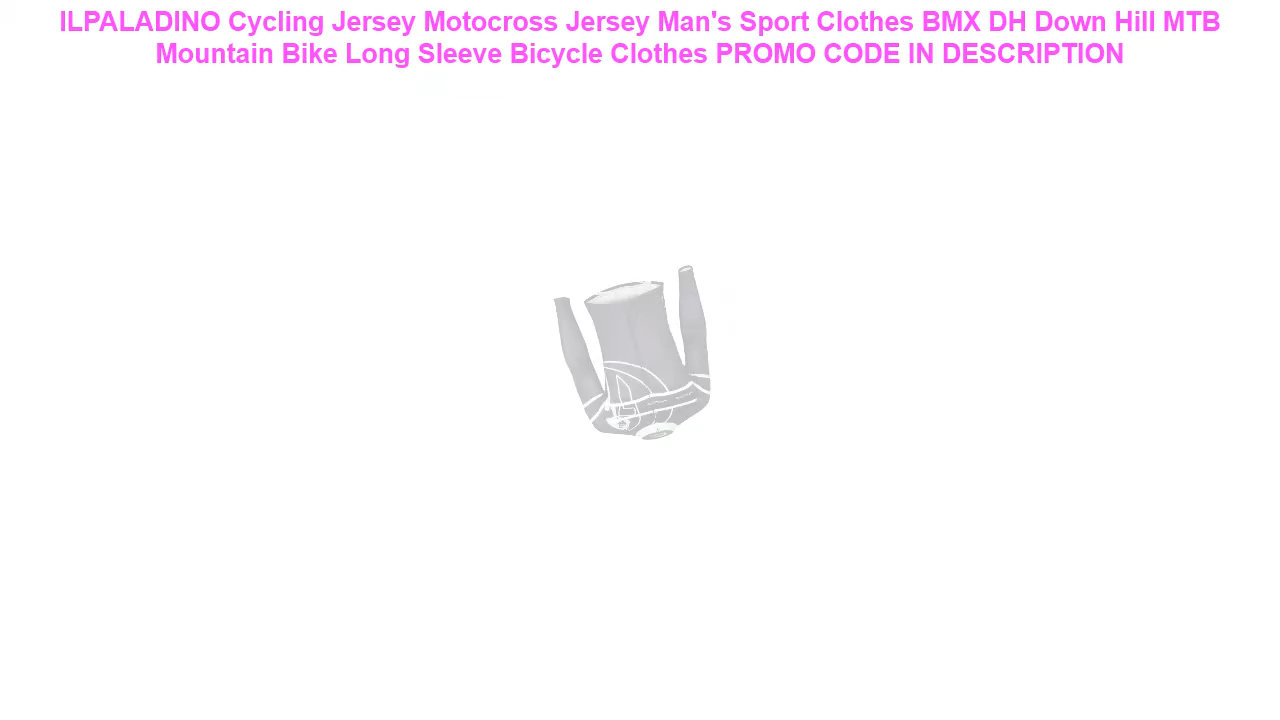 ILPALADINO Cycling Jersey Motocross Jersey Man's Sport Clothes BMX DH Down Hill MTB
Mountain Bike Long Sleeve Bicycle Clothes PROMO CODE IN DESCRIPTION